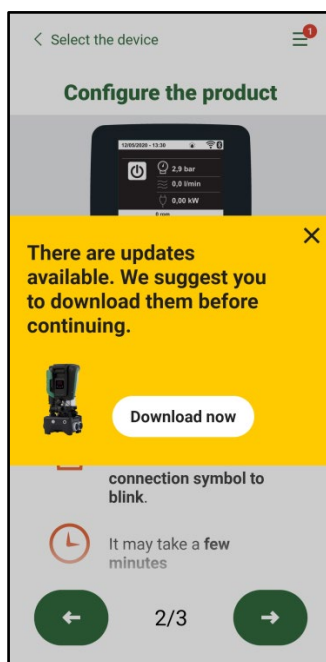 Select the device
1
Configure the product
12/05/2020 - 13:30
2,9 bar
0,0 l/min
0,00 kW
There are updates
available. We suggest you
to download them before
continuing.
Download now
connection symbol to
blink.
It may take a few
minutes
2/3